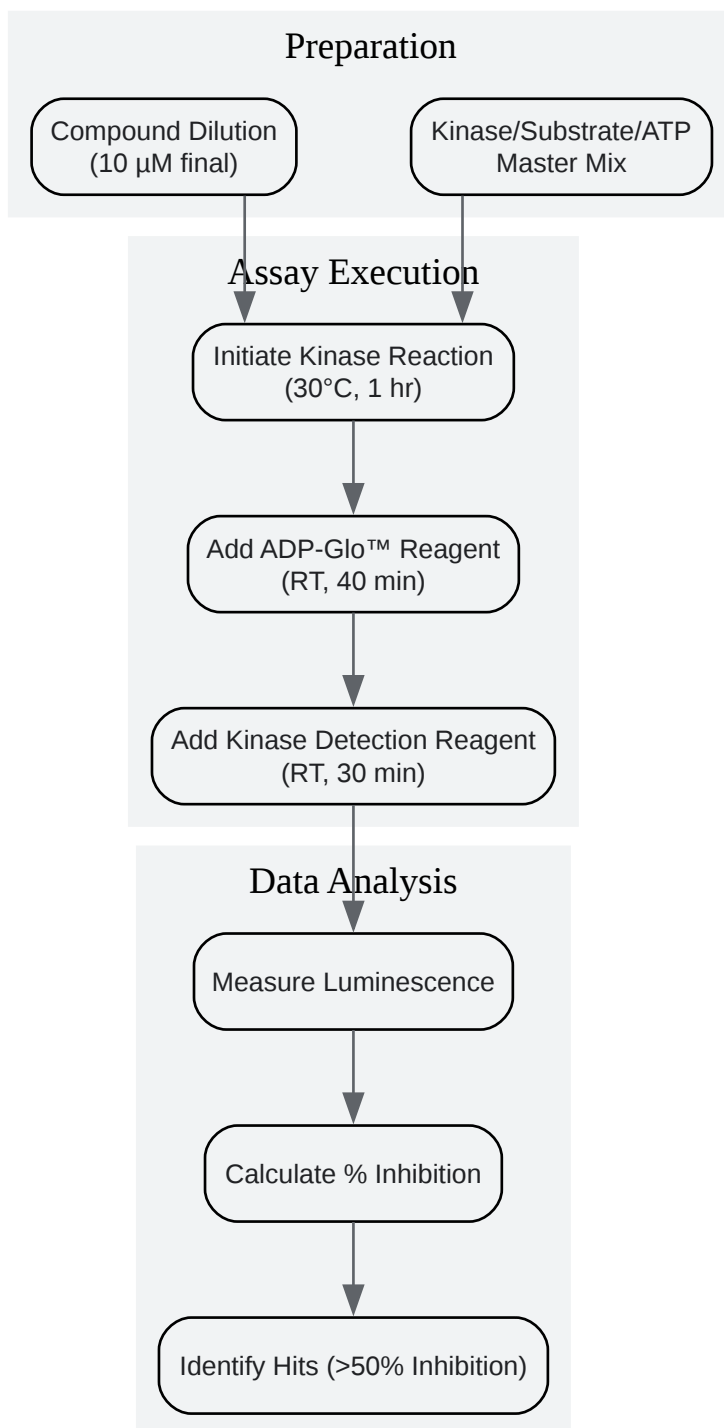 Preparation
Compound Dilution
(10 µM final)
Kinase/Substrate/ATP
Master Mix
Assay Execution
Initiate Kinase Reaction
(30°C, 1 hr)
Add ADP-Glo™ Reagent
(RT, 40 min)
Add Kinase Detection Reagent
(RT, 30 min)
Data Analysis
Measure Luminescence
Calculate % Inhibition
Identify Hits (>50% Inhibition)